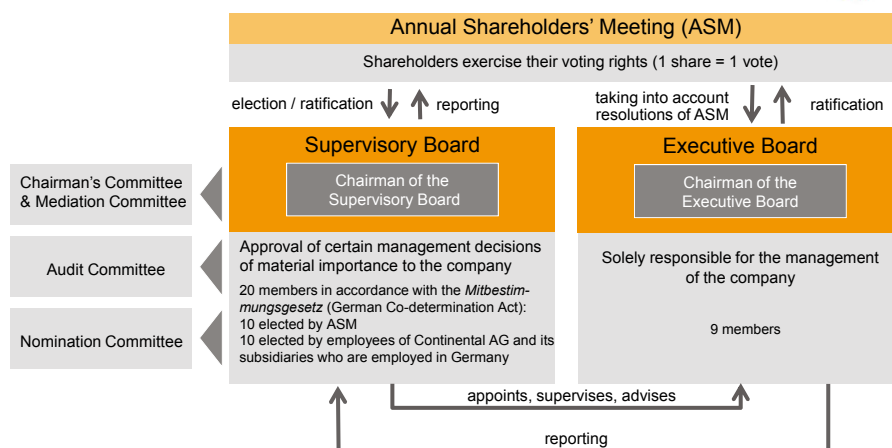 Annual Shareholders’ Meeting (ASM)
Shareholders exercise their voting rights (1 share = 1 vote)
election / ratification
reporting
taking into account
resolutions of ASM
ratification
Supervisory Board
Chairman of the
Supervisory Board
Executive Board
Chairman of the
Executive Board
Chairman’s Committee
& Mediation Committee
Audit Committee
Nomination Committee
Approval of certain management decisions
of material importance to the company
20 members in accordance with the Mitbestim-
mungsgesetz (German Co-determination Act):
10 elected by ASM
10 elected by employees of Continental AG and its
subsidiaries who are employed in Germany
Solely responsible for the management
of the company
9 members
appoints, supervises, advises
reporting